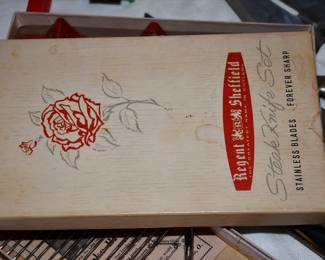 Regent Sheffield
Steak Knife Set
STAINLESS BLADES FOREVER SHARP